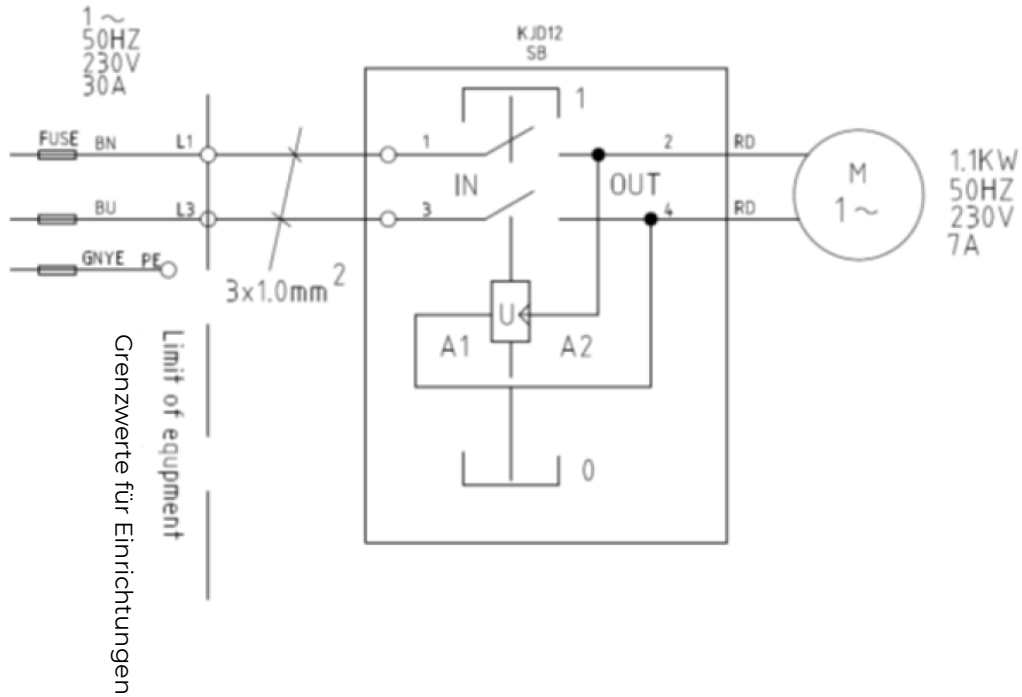 1~
50HZ
230V
30A
KJD12
SB
1
FUSE BN L1
1
2
RD
IN
OUT
M
1~
1.1KW
50HZ
230V
7A
BU L3
3
4
RD
GNYE PE
3x1.0mm²
U
A1
A2
0
Limit of equpment
Grenzwerte für Einrichtungen